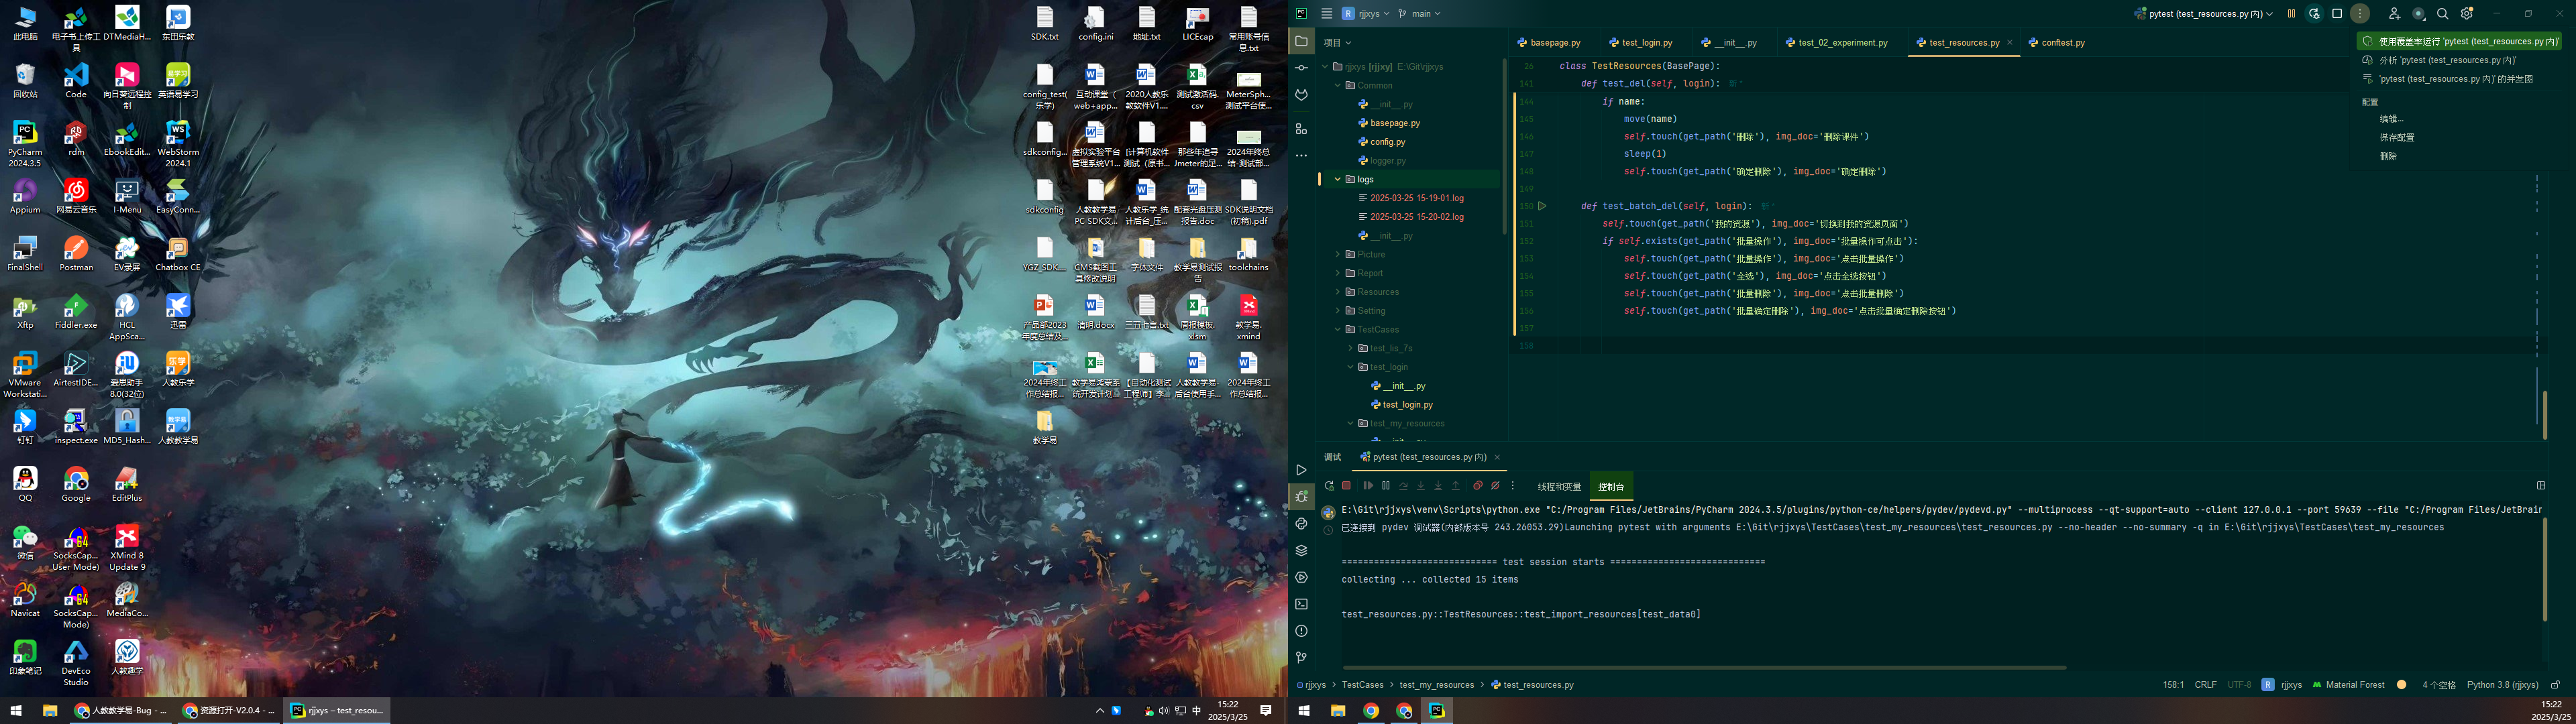 此电脑
电子书上传工具
DTMediaH...
东田乐教
回收站
Code
向日葵远程控制
英语易学习
PyCharm 2024.3.5
rdm
EbookEdit...
WebStorm 2024.1
Appium
网易云音乐
I-Menu
EasyConn...
FinalShell
Postman
EV录屏
Chatbox CE
Xftp
Fiddler.exe
HCL AppSca...
迅雷
VMware Workstati...
AirtestIDE...
爱思助手8.0(32位)
人教乐学
钉钉
inspect.exe
MD5_Hash...
人教教学易
QQ
Google
EditPlus
微信
SocksCap... User Mode)
XMind 8 Update 9
Navicat
SocksCap... Mode)
MediaCo...
印象笔记
DevEco Studio
人教趣学
SDK.txt
config.ini
地址.txt
LICEcap
常用账号信息.txt
config_test(乐学)
互动课堂（web+app...
2020人教乐教软件V1....
测试激活码.csv
MeterSph... 测试平台使...
sdkconfig...
虚拟实验平台管理系统V1...
[计算机软件测试（原书...
那些年追寻Jmeter的足...
2024年终总结-测试部...
sdkconfig
人教教学易PC SDK文...
人教乐学_统计后台_压...
配套光盘压测报告.doc
SDK说明文档(初稿).pdf
YGZ_SDK....
CMS截图工具修改说明
字体文件
教学易测试报告
toolchains
产品部2023年度总结及...
清明.docx
三五七言.txt
周报模板.xlsm
教学易.xmind
2024年终工作总结报...
教学易鸿蒙系统开发计划...
【自动化测试工程师】李...
人教教学易-后台使用手...
2024年终工作总结报...
教学易
人教教学易-Bug - ...
资源打开-V2.0.4 - ...
rjjxys – test_resou...
中
15:22
2025/3/25
R rjjxys
main
pytest (test_resources.py 内)
项目
basepage.py
test_login.py
__init__.py
test_02_experiment.py
test_resources.py
conftest.py
使用覆盖率运行 'pytest (test_resources.py 内)'
分析 'pytest (test_resources.py 内)'
'pytest (test_resources.py 内)' 的并发图
配置
编辑...
保存配置
删除
rjjxys [rjjxy] E:\Git\rjjxys
Common
__init__.py
basepage.py
config.py
logger.py
logs
2025-03-25 15-19-01.log
2025-03-25 15-20-02.log
__init__.py
Picture
Report
Resources
Setting
TestCases
test_lis_7s
test_login
__init__.py
test_login.py
test_my_resources
__init__.py
26 class TestResources(BasePage):
141 def test_del(self, login):
144 if name:
145 move(name)
146 self.touch(get_path('删除'), img_doc='删除课件')
147 sleep(1)
148 self.touch(get_path('确定删除'), img_doc='确定删除')
149
150 def test_batch_del(self, login):
151 self.touch(get_path('我的资源'), img_doc='切换到我的资源页面')
152 if self.exists(get_path('批量操作'), img_doc='批量操作可点击'):
153 self.touch(get_path('批量操作'), img_doc='点击批量操作')
154 self.touch(get_path('全选'), img_doc='点击全选按钮')
155 self.touch(get_path('批量删除'), img_doc='点击批量删除')
156 self.touch(get_path('批量确定删除'), img_doc='点击批量确定删除按钮')
157
158
调试
pytest (test_resources.py 内)
线程和变量
控制台
E:\Git\rjjxys\venv\Scripts\python.exe "C:/Program Files/JetBrains/PyCharm 2024.3.5/plugins/python-ce/helpers/pydev/pydevd.py" --multiprocess --qt-support=auto --client 127.0.0.1 --port 59639 --file "C:/Program Files/JetBrain
已连接到 pydev 调试器(内部版本号 243.26053.29)Launching pytest with arguments E:\Git\rjjxys\TestCases\test_my_resources\test_resources.py --no-header --no-summary -q in E:\Git\rjjxys\TestCases\test_my_resources
============================= test session starts =============================
collecting ... collected 15 items
test_resources.py::TestResources::test_import_resources[test_data0]
rjjxys
TestCases
test_my_resources
test_resources.py
158:1
CRLF
UTF-8
R rjjxys
Material Forest
4 个空格
Python 3.8 (rjjxys)
15:22
2025/3/25